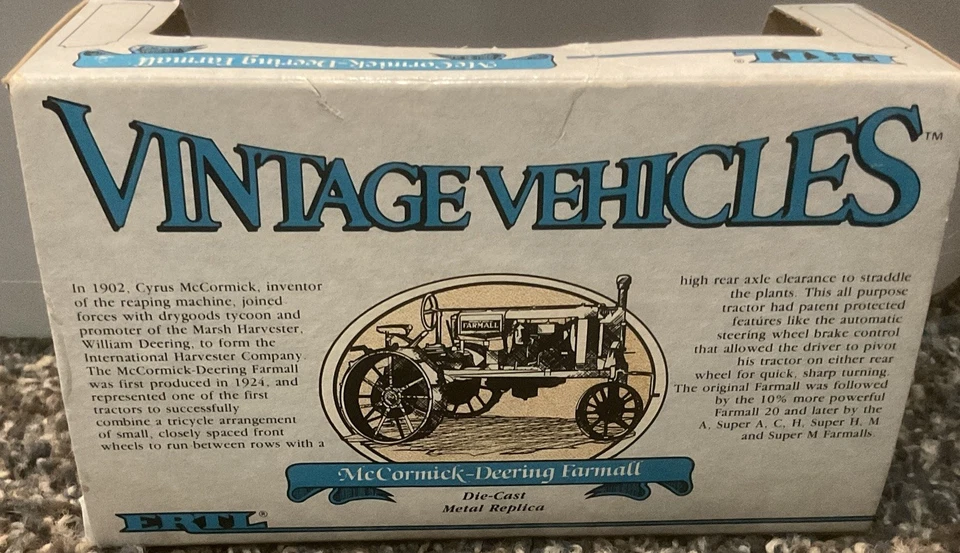 McCormick-Deering Farmall
ERTL®
VINTAGE VEHICLES™
In 1902, Cyrus McCormick, inventor
of the reaping machine, joined
forces with drygoods tycoon and
promoter of the Marsh Harvester,
William Deering, to form the
International Harvester Company.
The McCormick-Deering Farmall
was first produced in 1924, and
represented one of the first
tractors to successfully
combine a tricycle arrangement
of small, closely spaced front
wheels to run between rows with a
high rear axle clearance to straddle
the plants. This all purpose
tractor had patent protected
features like the automatic
steering wheel brake control
that allowed the driver to pivot
his tractor on either rear
wheel for quick, sharp turning.
The original Farmall was followed
by the 10% more powerful
Farmall 20 and later by the
A, Super A, C, H, Super H, M
and Super M Farmalls.
FARMALL
McCormick-Deering Farmall
Die-Cast
Metal Replica
ERTL®